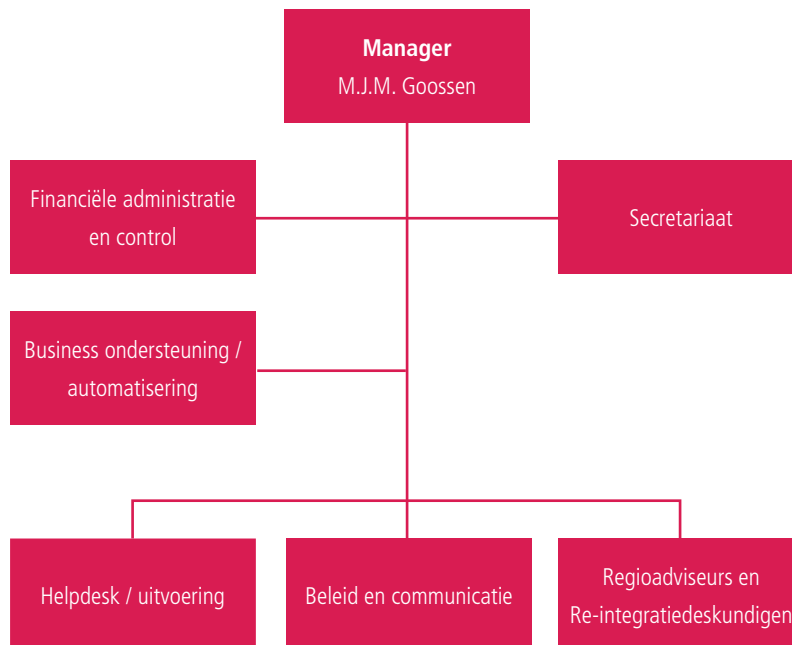 Manager
M.J.M. Goossen
Financiële administratie
en control
Secretariaat
Business ondersteuning /
automatisering
Helpdesk / uitvoering
Beleid en communicatie
Regioadviseurs en
Re-integratiedeskundigen